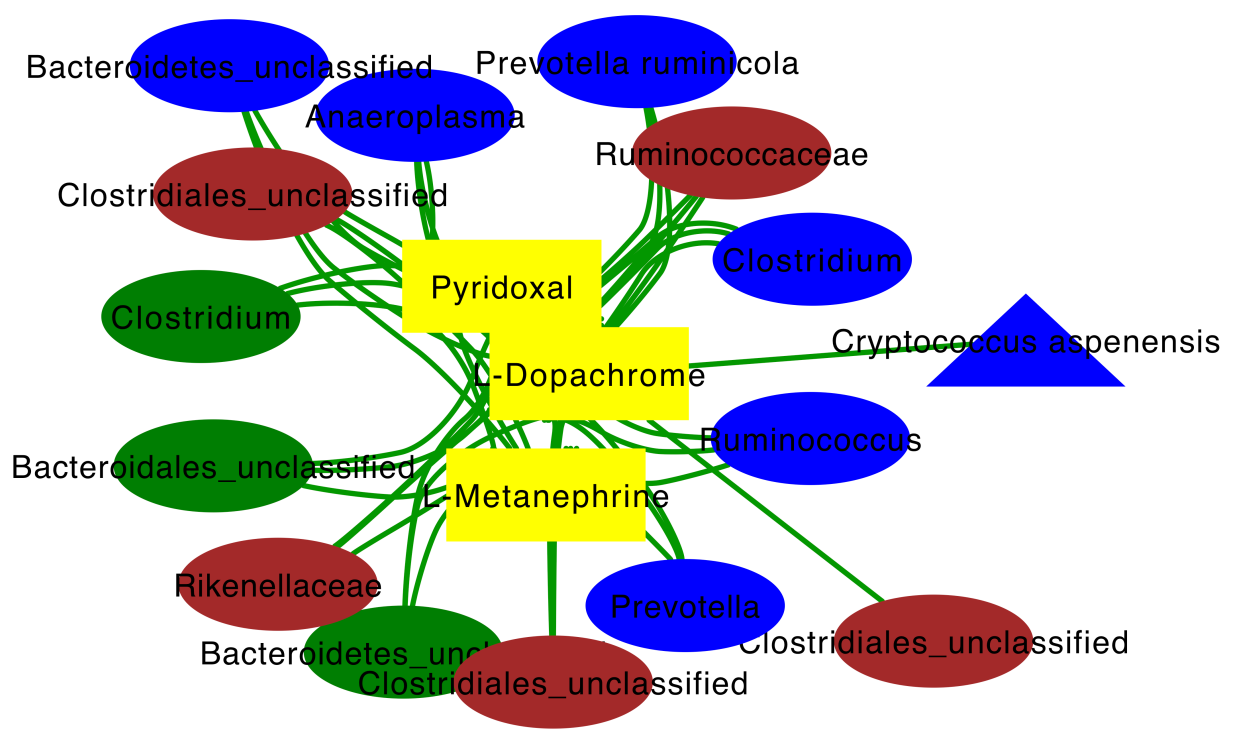 Bacteroidetes_unclassified
Prevotella ruminicola
Anaeroplasma
Ruminococcaceae
Clostridiales_unclassified
Clostridium
Pyridoxal
Clostridium
Cryptococcus aspenensis
L-Dopachrome
Ruminococcus
Bacteroidales_unclassified
L-Metanephrine
Rikenellaceae
Prevotella
Clostridiales_unclassified
Bacteroidetes_uncl
Clostridiales_unclassified